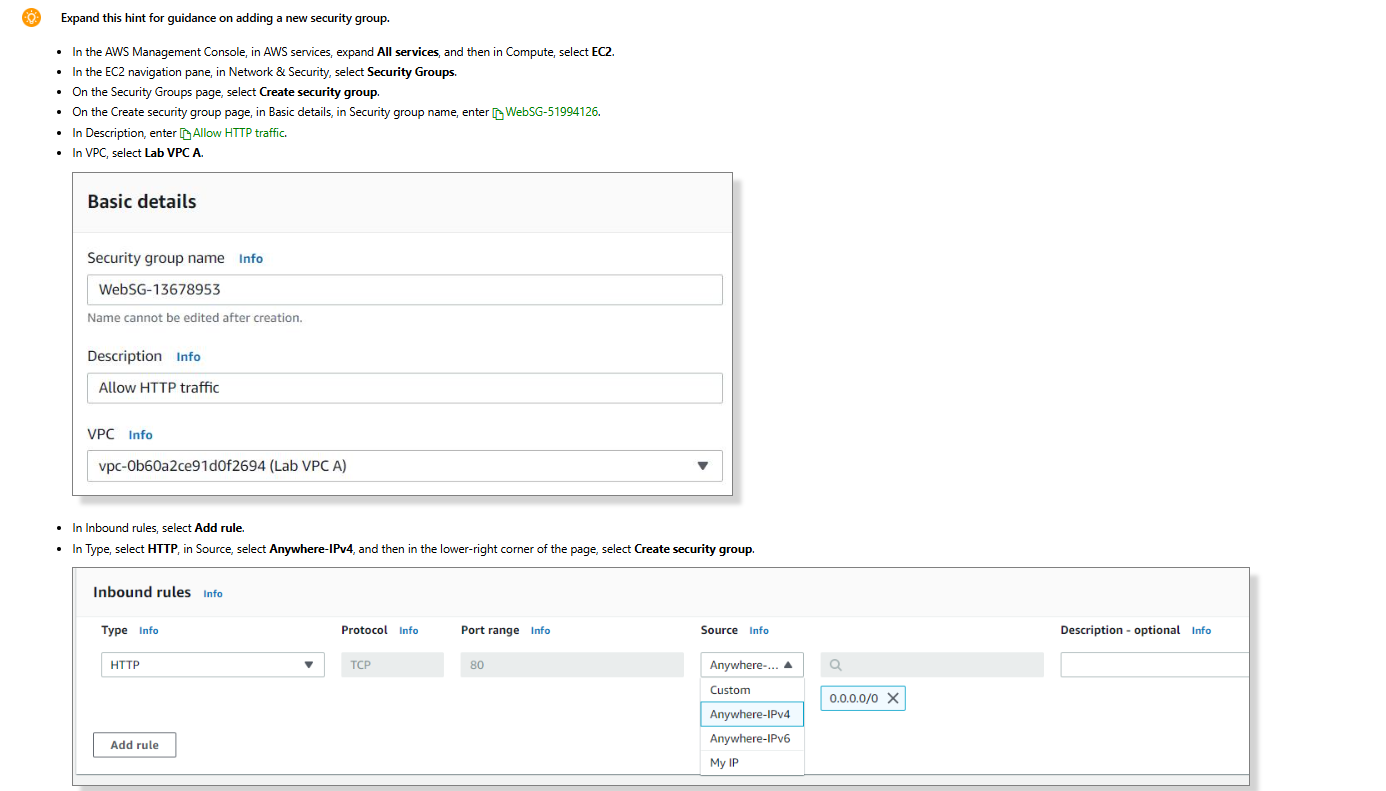 Expand this hint for guidance on adding a new security group.
In the AWS Management Console, in AWS services, expand All services, and then in Compute, select EC2.
In the EC2 navigation pane, in Network & Security, select Security Groups.
On the Security Groups page, select Create security group.
On the Create security group page, in Basic details, in Security group name, enter WebSG-51994126.
In Description, enter Allow HTTP traffic.
In VPC, select Lab VPC A.
Basic details
Security group name Info
WebSG-13678953
Name cannot be edited after creation.
Description Info
Allow HTTP traffic
VPC Info
vpc-0b60a2ce91d0f2694 (Lab VPC A)
In Inbound rules, select Add rule.
In Type, select HTTP, in Source, select Anywhere-IPv4, and then in the lower-right corner of the page, select Create security group.
Inbound rules Info
Type Info Protocol Info Port range Info Source Info Description - optional Info
HTTP TCP 80 Anywhere-...
Custom
0.0.0.0/0
Anywhere-IPv4
Anywhere-IPv6
Add rule
My IP